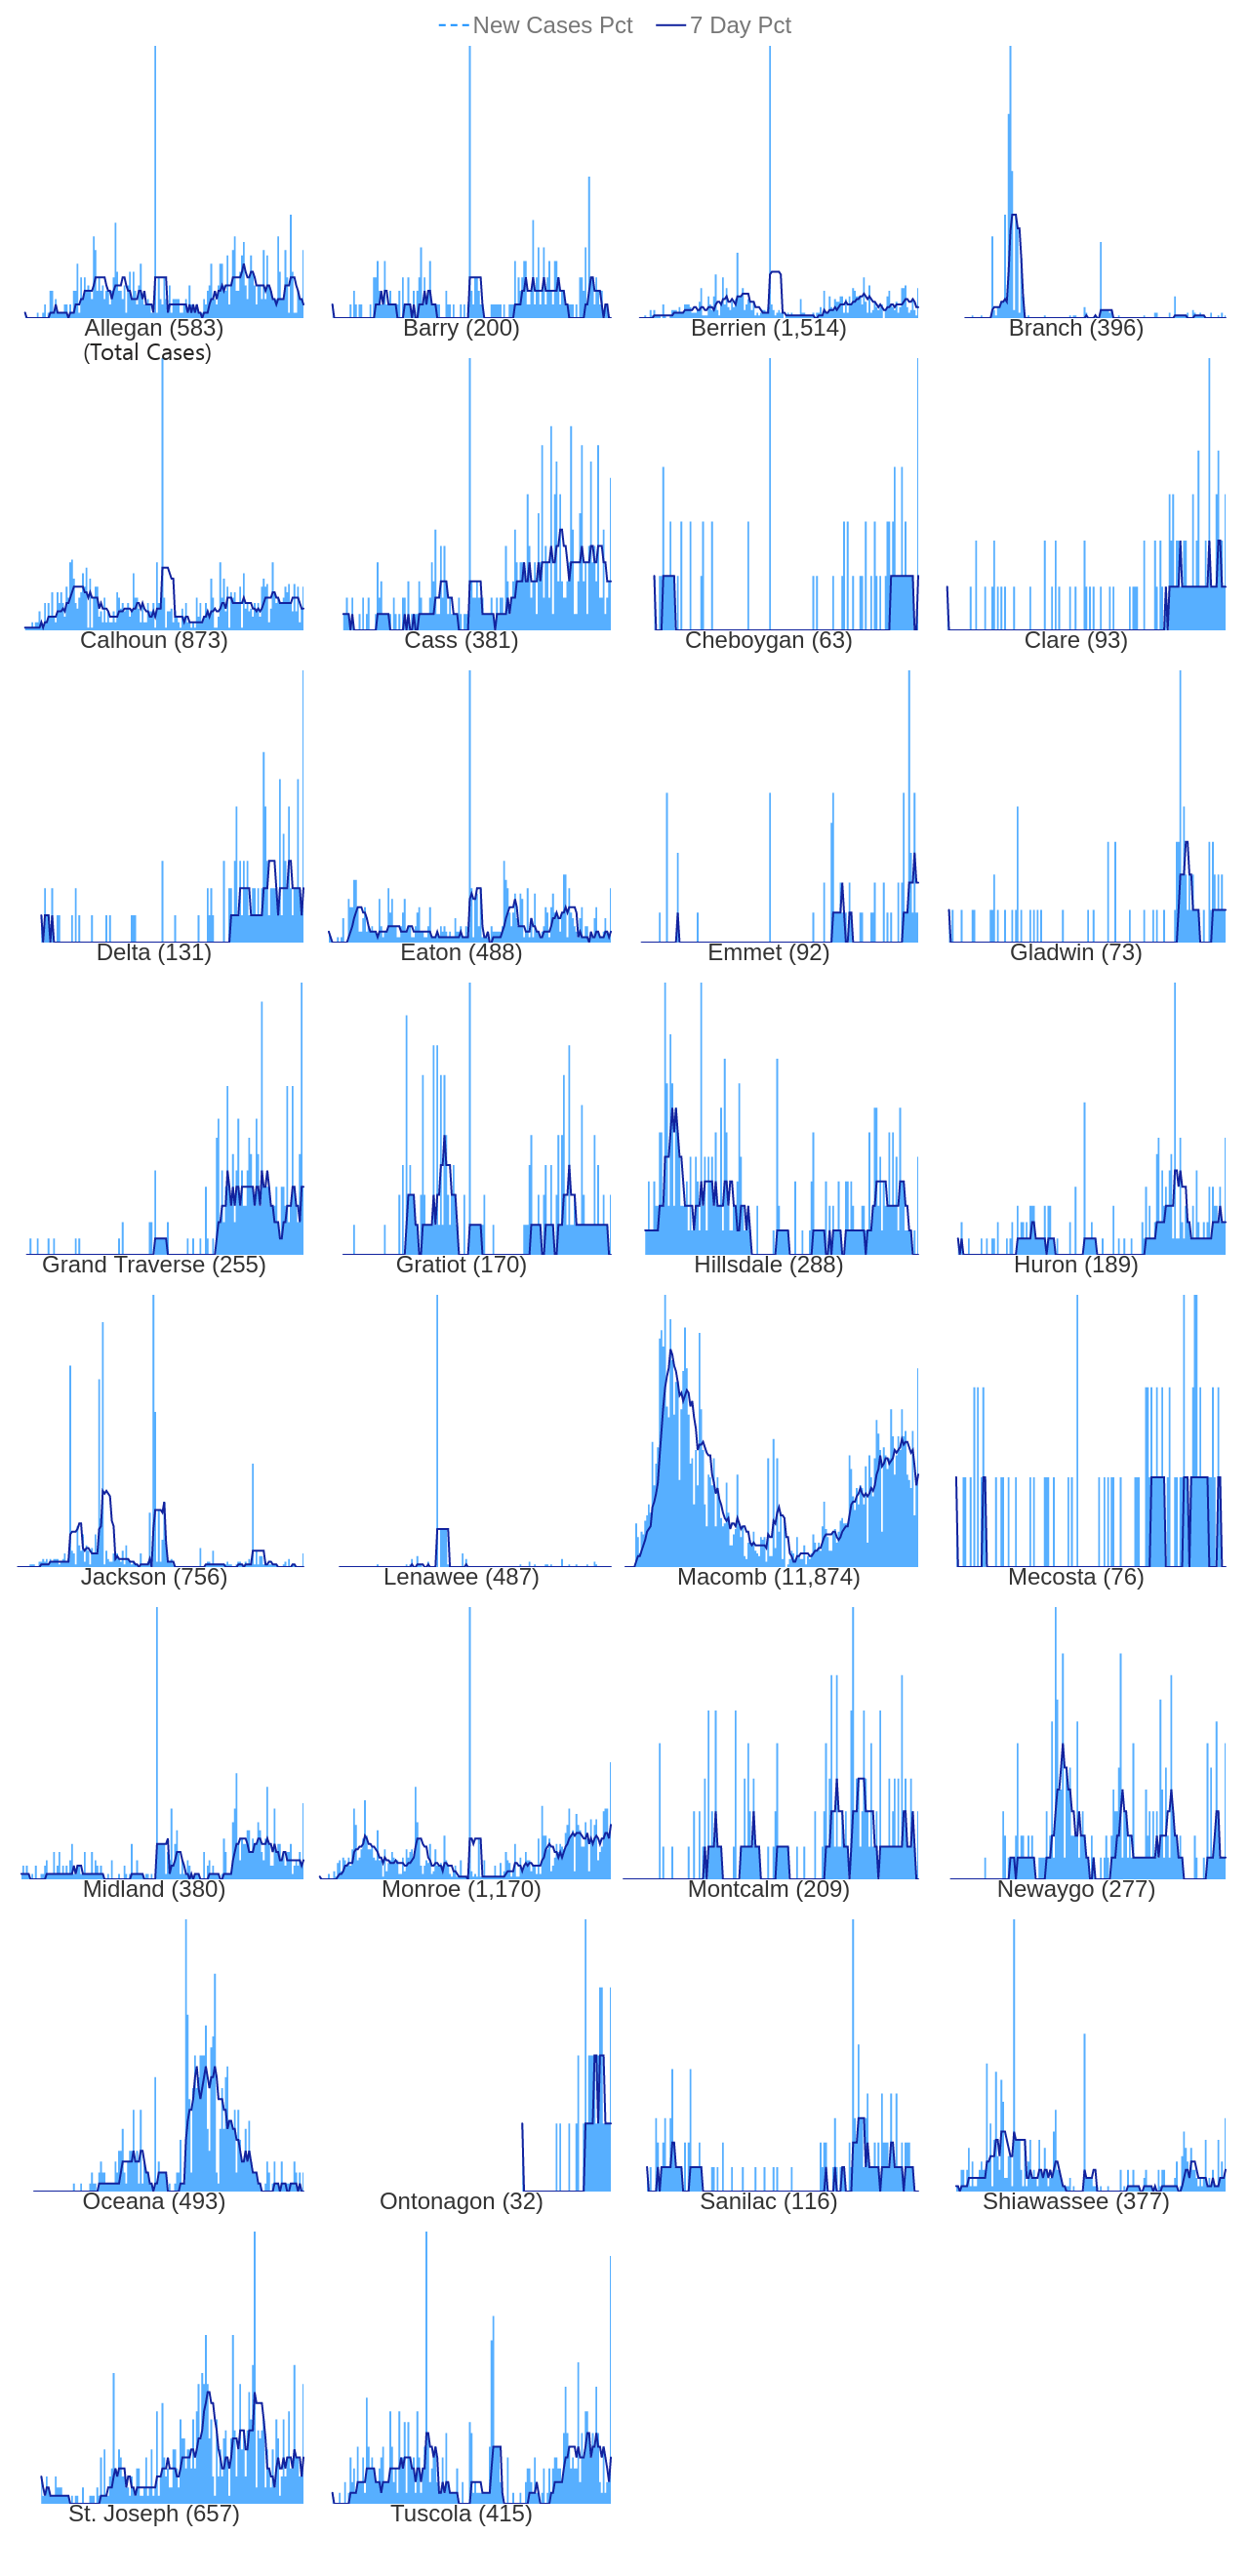 New Cases Pct 7 Day Pct
Allegan (583) Barry (200) Berrien (1,514) Branch (396)
(Total Cases)
Calhoun (873) Cass (381) Cheboygan (63) Clare (93)
Delta (131) Eaton (488) Emmet (92) Gladwin (73)
Grand Traverse (255) Gratiot (170) Hillsdale (288) Huron (189)
Jackson (756) Lenawee (487) Macomb (11,874) Mecosta (76)
Midland (380) Monroe (1,170) Montcalm (209) Newaygo (277)
Oceana (493) Ontonagon (32) Sanilac (116) Shiawassee (377)
St. Joseph (657) Tuscola (415)